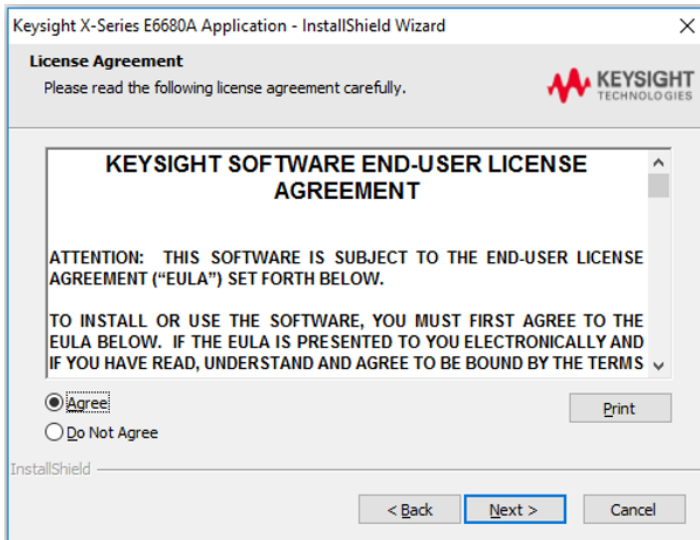 Keysight X-Series E6680A Application - InstallShield Wizard
License Agreement
Please read the following license agreement carefully.
KEYSIGHT
TECHNOLOGIES
KEYSIGHT SOFTWARE END-USER LICENSE
AGREEMENT
ATTENTION: THIS SOFTWARE IS SUBJECT TO THE END-USER LICENSE
AGREEMENT (“EULA”) SET FORTH BELOW.
TO INSTALL OR USE THE SOFTWARE, YOU MUST FIRST AGREE TO THE
EULA BELOW. IF THE EULA IS PRESENTED TO YOU ELECTRONICALLY AND
IF YOU HAVE READ, UNDERSTAND AND AGREE TO BE BOUND BY THE TERMS
Agree
Print
Do Not Agree
InstallShield
< Back
Next >
Cancel